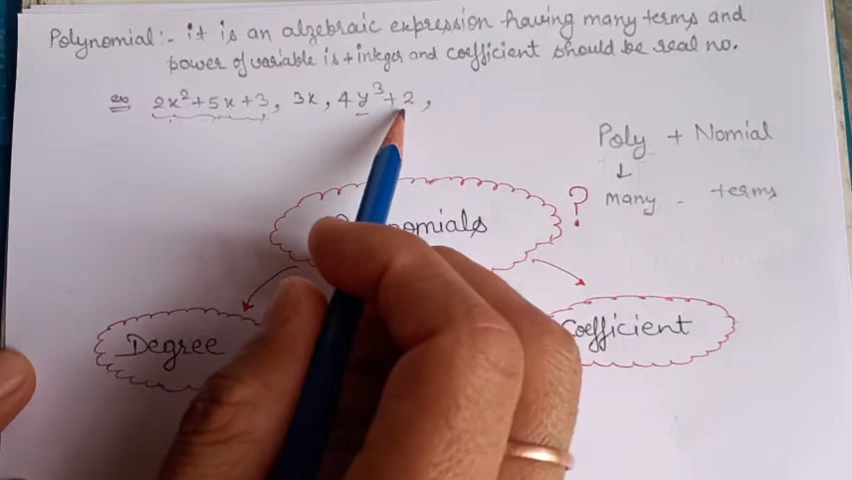 Polynomial:- it is an algebraic expression having many terms and
power of variable is + integer and coefficient should be real no.
ex 2x²+5x+3, 3x, 4y³+2,
Poly + Nomial
↓
many - terms
?
Degree
Coefficient